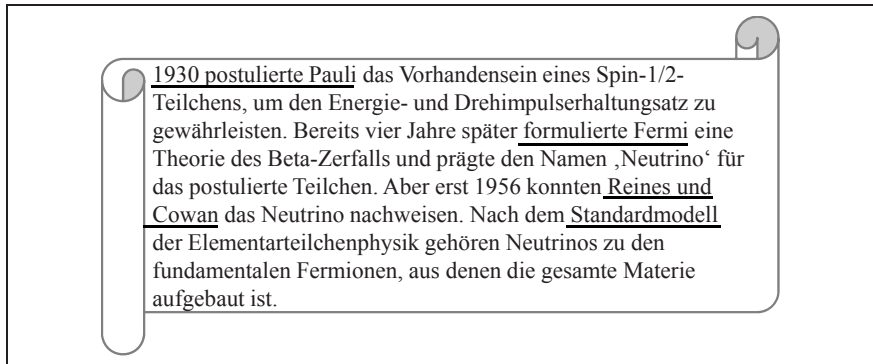 1930 postulierte Pauli das Vorhandensein eines Spin-1/2-
Teilchens, um den Energie- und Drehimpulserhaltungsatz zu
gewährleisten. Bereits vier Jahre später formulierte Fermi eine
Theorie des Beta-Zerfalls und prägte den Namen ‚Neutrino‘ für
das postulierte Teilchen. Aber erst 1956 konnten Reines und
Cowan das Neutrino nachweisen. Nach dem Standardmodell
der Elementarteilchenphysik gehören Neutrinos zu den
fundamentalen Fermionen, aus denen die gesamte Materie
aufgebaut ist.